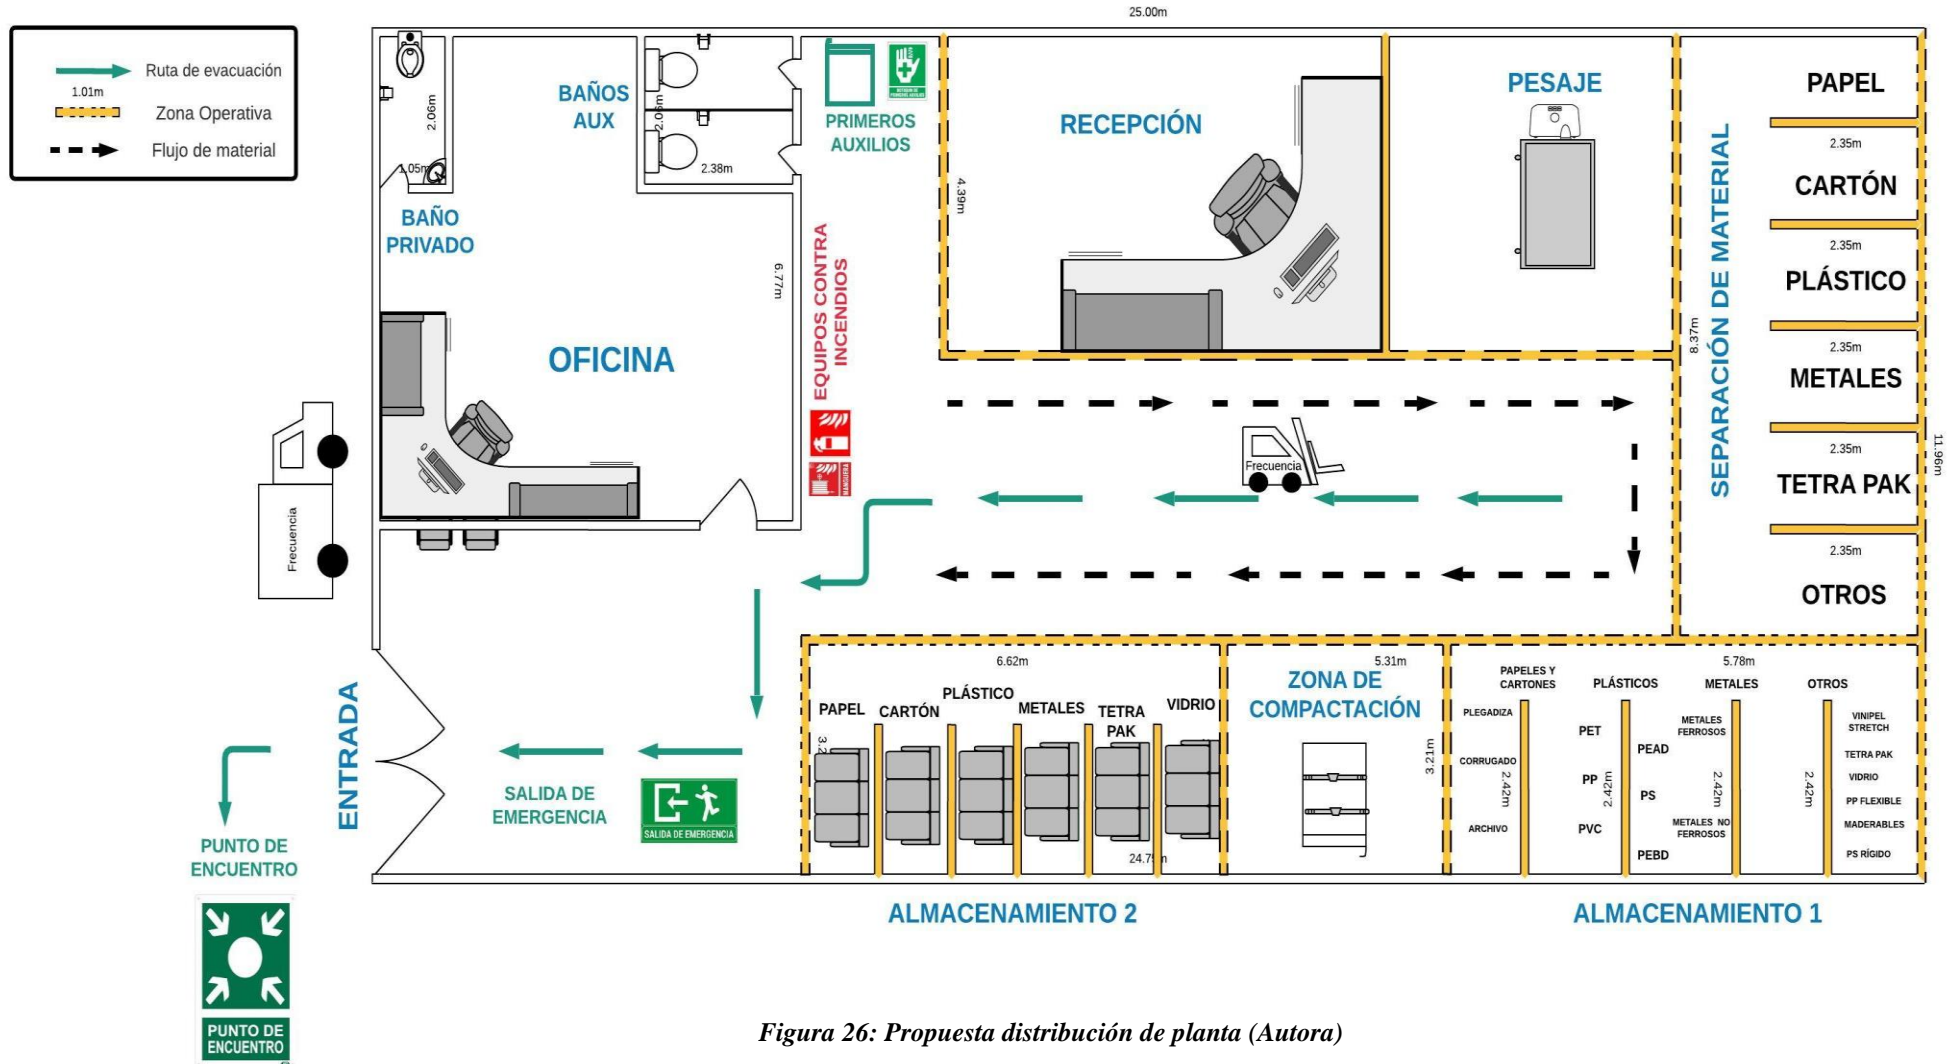 25.00m
Ruta de evacuación
1.01m
Zona Operativa
Flujo de material
2.06m
1.05m
BAÑO
PRIVADO
BAÑOS
AUX
2.06m
2.38m
PRIMEROS
AUXILIOS
OFICINA
6.77m
EQUIPOS CONTRA
INCENDIOS
MANGUERA
RECEPCIÓN
4.39m
PESAJE
SEPARACIÓN DE MATERIAL
8.37m
PAPEL
2.35m
CARTÓN
2.35m
PLÁSTICO
2.35m
METALES
2.35m
TETRA PAK
2.35m
OTROS
11.96m
Frecuencia
Frecuencia
ENTRADA
SALIDA DE
EMERGENCIA
SALIDA DE EMERGENCIA
PUNTO DE
ENCUENTRO
PUNTO DE
ENCUENTRO
6.62m
PAPEL
CARTÓN
PLÁSTICO
METALES
TETRA
PAK
VIDRIO
24.75m
5.31m
ZONA DE
COMPACTACIÓN
3.21m
5.78m
PAPELES Y
CARTONES
PLÁSTICOS
METALES
OTROS
PLEGADIZA
CORRUGADO
ARCHIVO
2.42m
PET
PP
PVC
2.42m
PEAD
PS
PEBD
METALES
FERROSOS
METALES NO
FERROSOS
2.42m
2.42m
VINIPEL
STRETCH
TETRA PAK
VIDRIO
PP FLEXIBLE
MADERABLES
PS RÍGIDO
ALMACENAMIENTO 2
ALMACENAMIENTO 1
Figura 26: Propuesta distribución de planta (Autora)